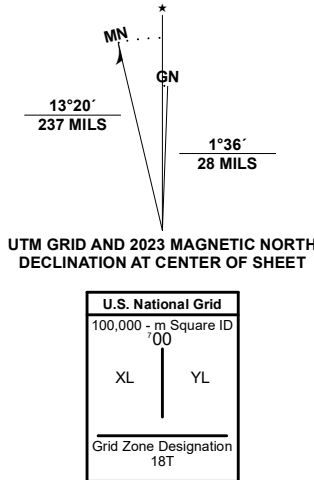 ★
MN
GN
13°20´
237 MILS
1°36´
28 MILS
UTM GRID AND 2023 MAGNETIC NORTH
DECLINATION AT CENTER OF SHEET
U.S. National Grid
100,000 - m Square ID
⁷00
XL YL
Grid Zone Designation
18T